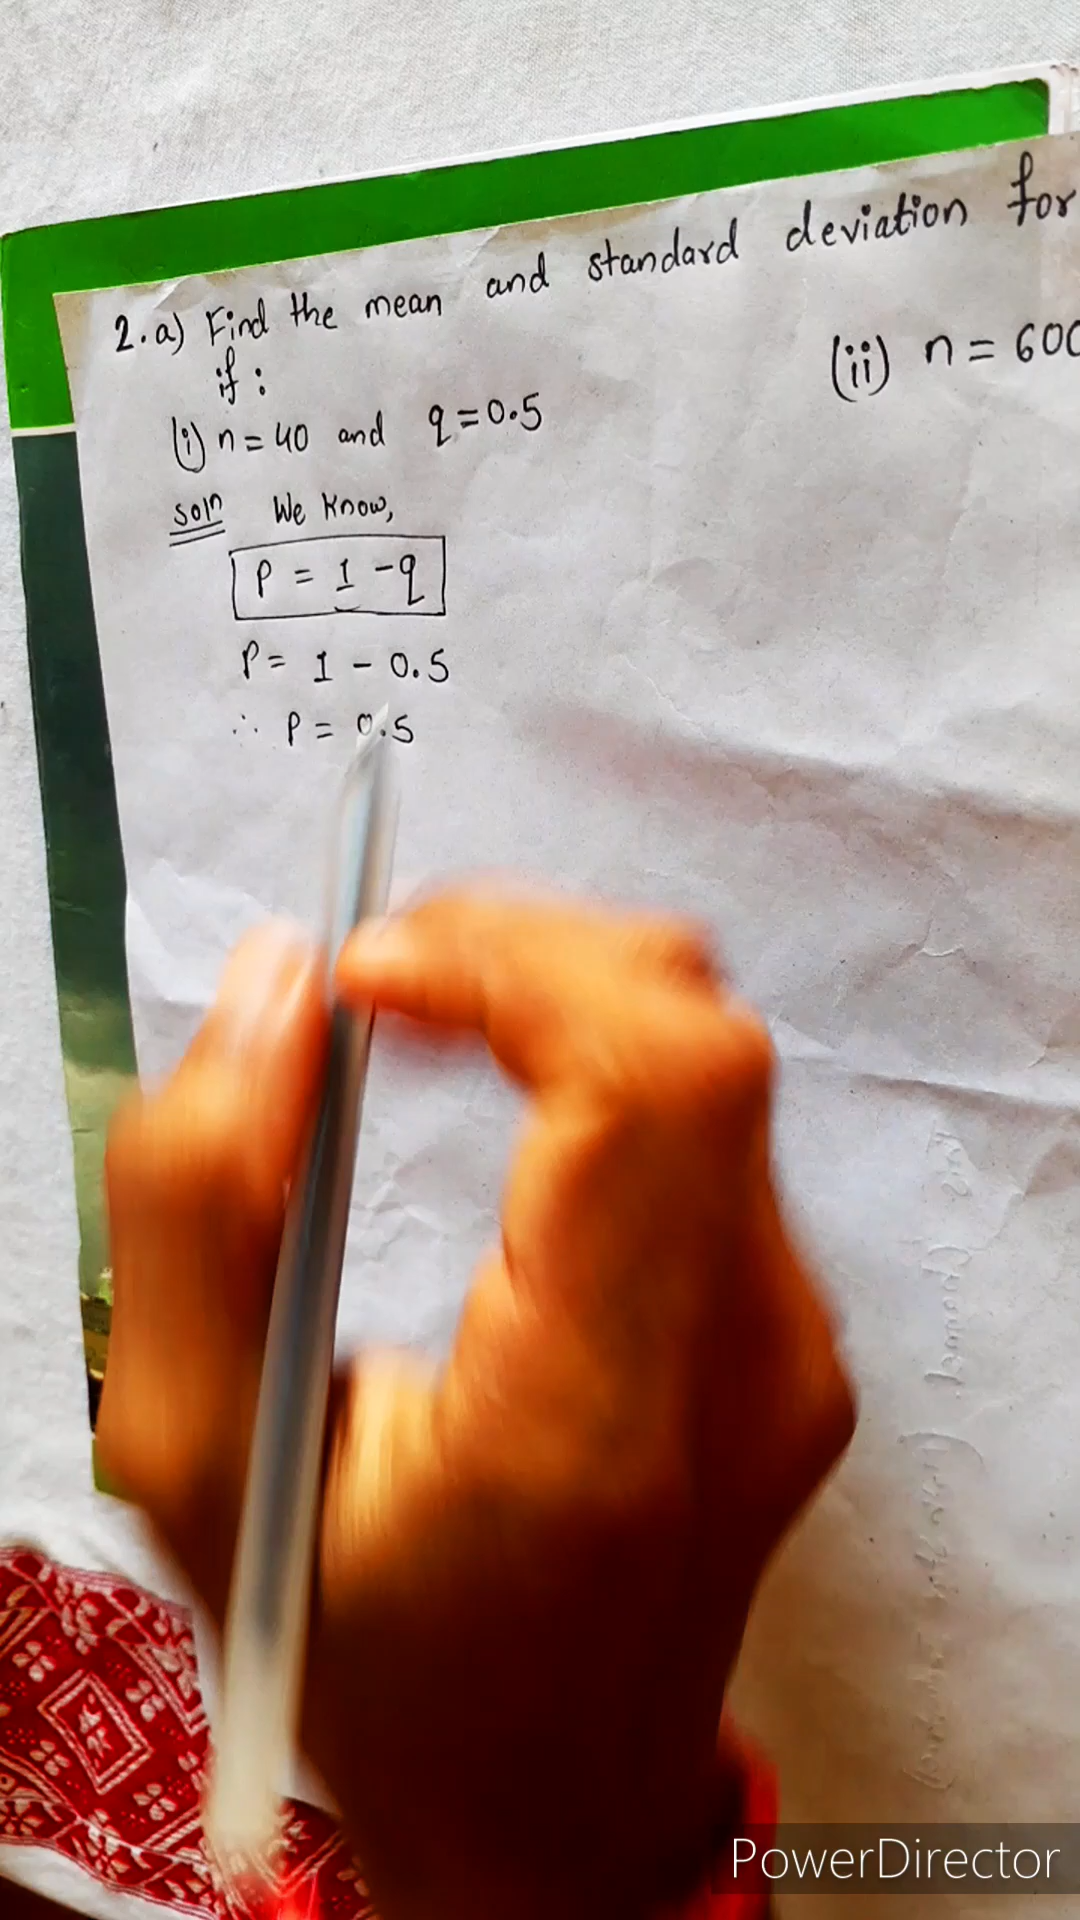 2. a) Find the mean and standard deviation for
if :
(i) n = 40 and q = 0.5
(ii) n = 600
Soln We Know,
P = 1 - q
P = 1 - 0.5
∴ P = 0.5
PowerDirector